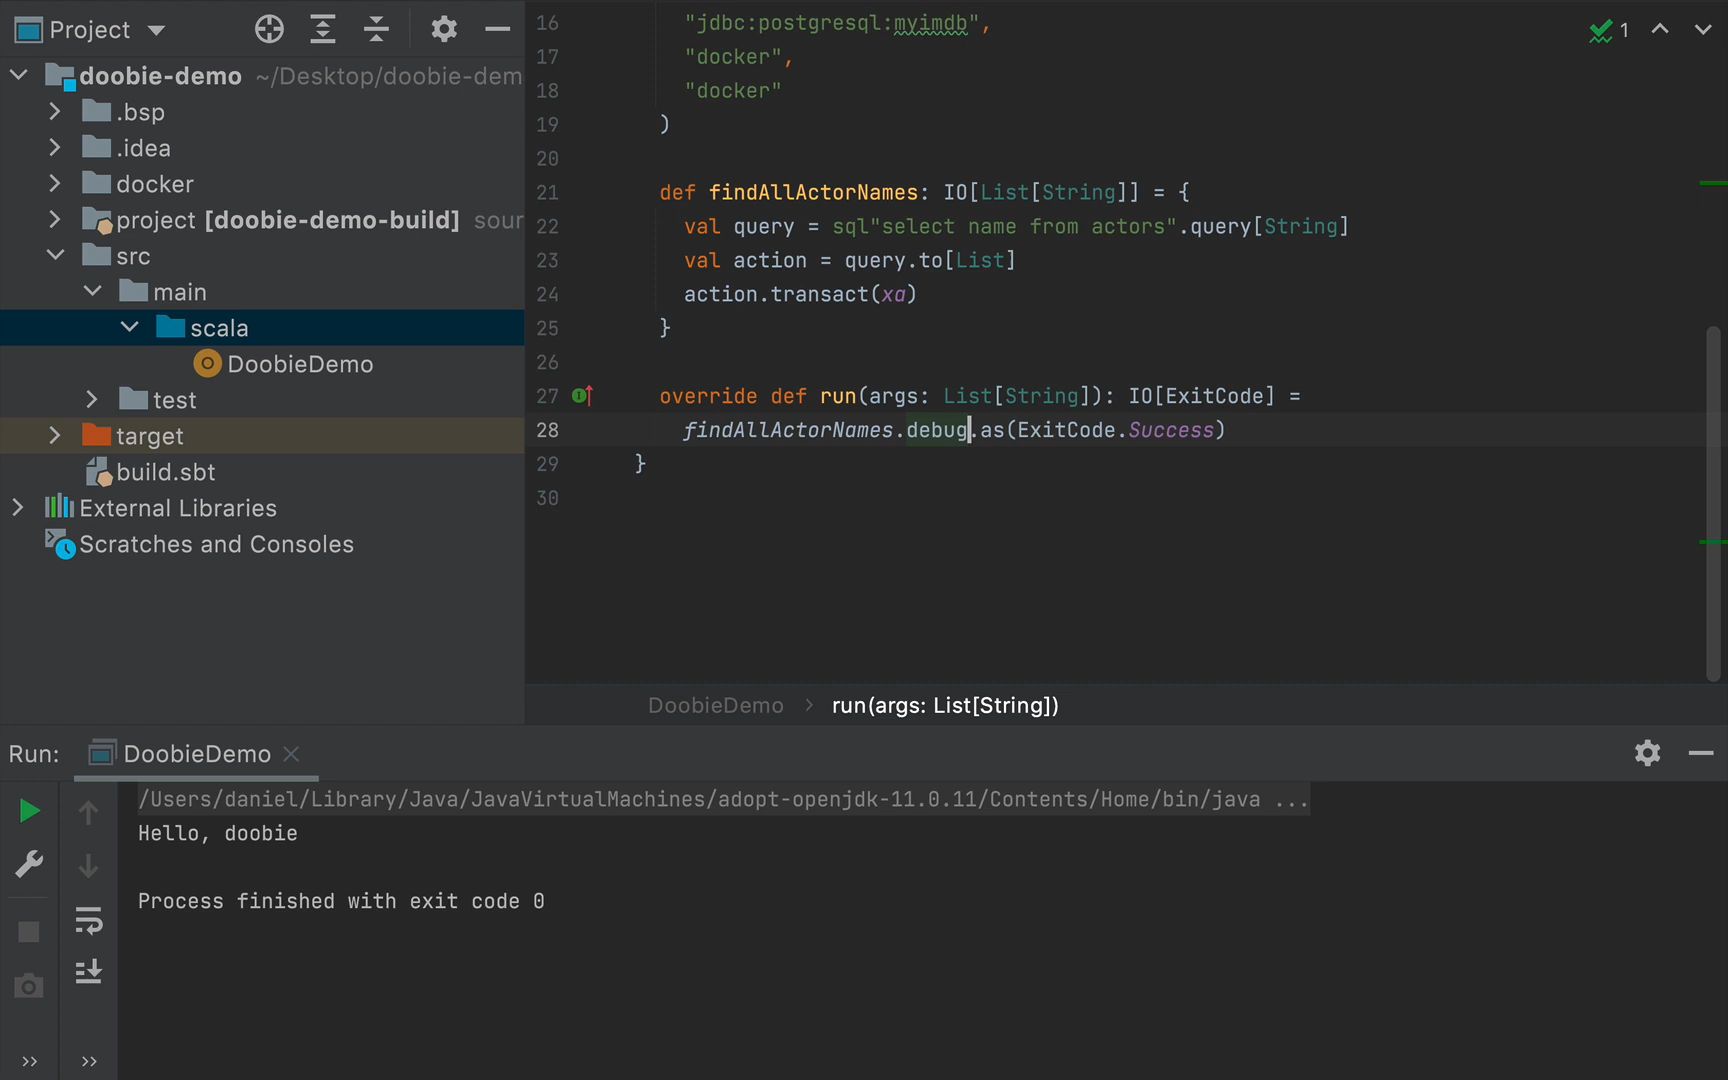 Project
doobie-demo ~/Desktop/doobie-dem
.bsp
.idea
docker
project [doobie-demo-build] sour
src
main
scala
DoobieDemo
test
target
build.sbt
External Libraries
Scratches and Consoles
16 "jdbc:postgresql:myimdb",
17 "docker",
18 "docker"
19 )
20
21 def findAllActorNames: IO[List[String]] = {
22 val query = sql"select name from actors".query[String]
23 val action = query.to[List]
24 action.transact(xa)
25 }
26
27 override def run(args: List[String]): IO[ExitCode] =
28 findAllActorNames.debug.as(ExitCode.Success)
29 }
30
1
DoobieDemo > run(args: List[String])
Run: DoobieDemo
/Users/daniel/Library/Java/JavaVirtualMachines/adopt-openjdk-11.0.11/Contents/Home/bin/java ...
Hello, doobie
Process finished with exit code 0